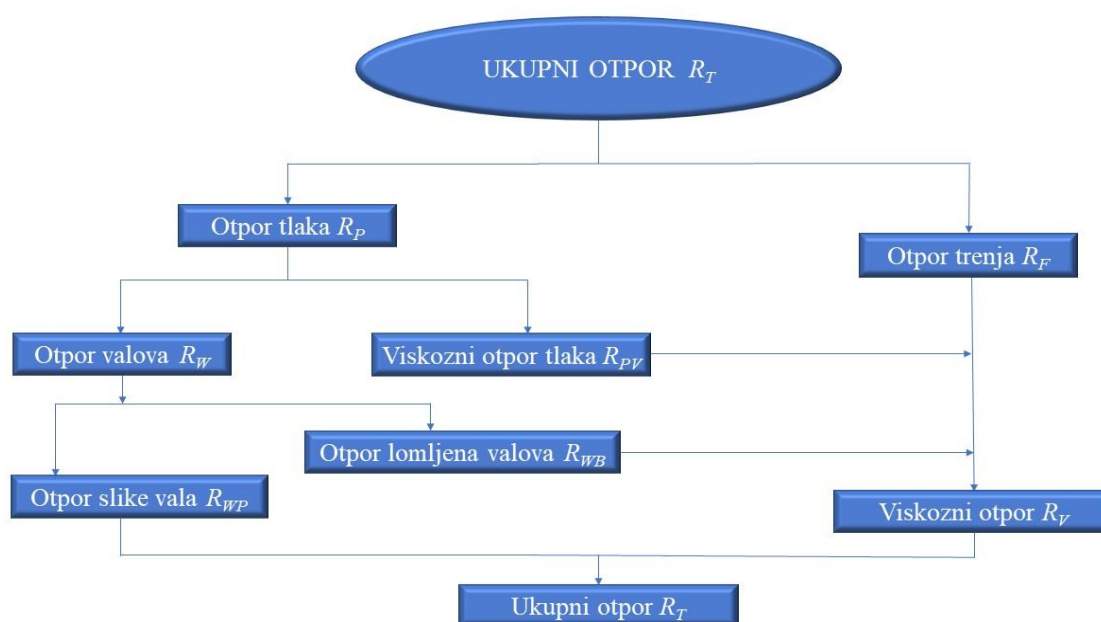 UKUPNI OTPOR R_T
Otpor tlaka R_P
Otpor trenja R_F
Otpor valova R_W
Viskozni otpor tlaka R_PV
Otpor lomljena valova R_WB
Otpor slike vala R_WP
Viskozni otpor R_V
Ukupni otpor R_T